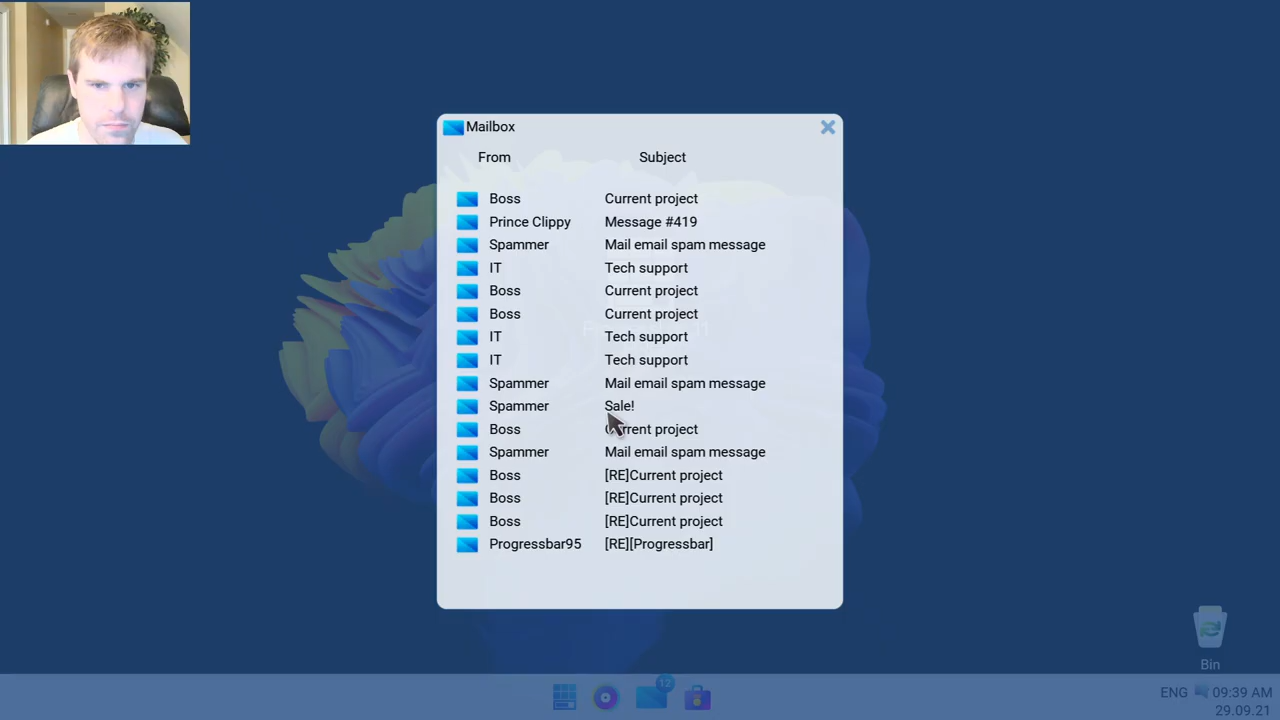 Mailbox
From Subject
Boss Current project
Prince Clippy Message #419
Spammer Mail email spam message
IT Tech support
Boss Current project
Boss Current project
IT Tech support
IT Tech support
Spammer Mail email spam message
Spammer Sale!
Boss Current project
Spammer Mail email spam message
Boss [RE]Current project
Boss [RE]Current project
Boss [RE]Current project
Progressbar95 [RE][Progressbar]
Bin
12
ENG 09:39 AM
29.09.21